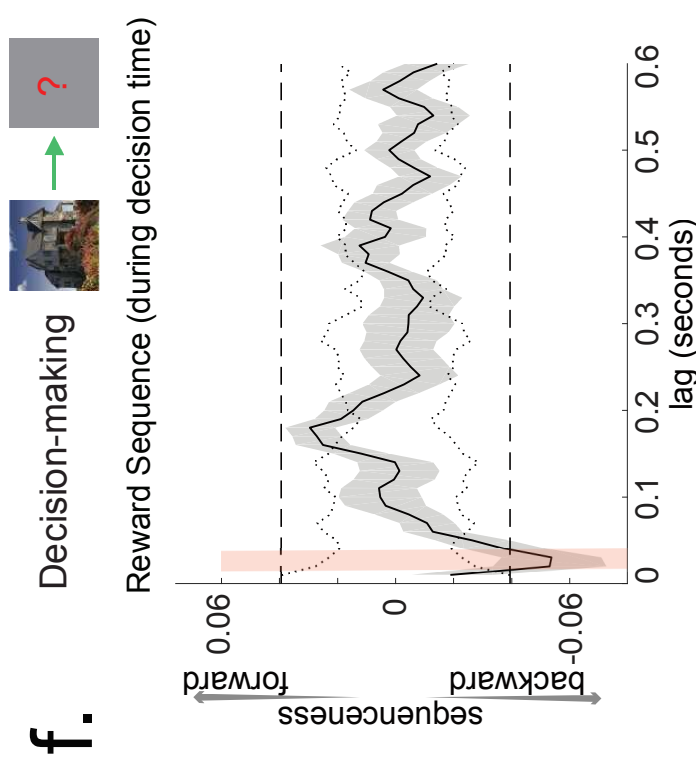 f.
Decision-making
?
Reward Sequence (during decision time)
sequenceness
backward
forward
0.06
0
-0.06
0
0.1
0.2
0.3
0.4
0.5
0.6
lag (seconds)